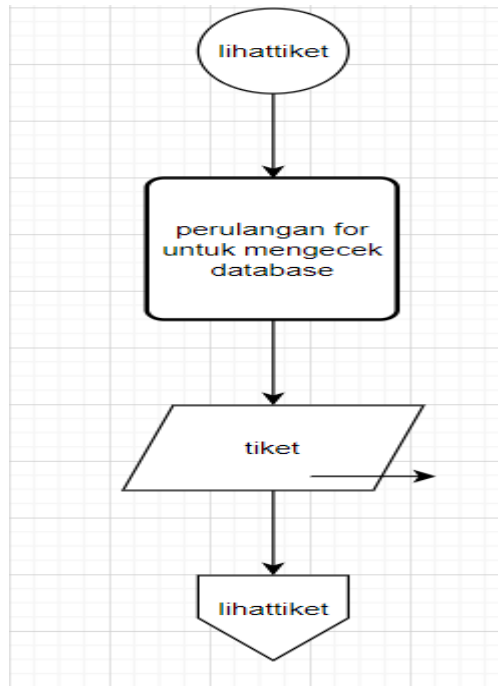 lihattiket
perulangan for
untuk mengecek
database
tiket
lihattiket